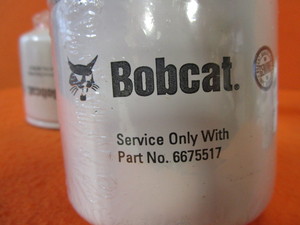 Bobcat.
Service Only With
Part No. 6675517